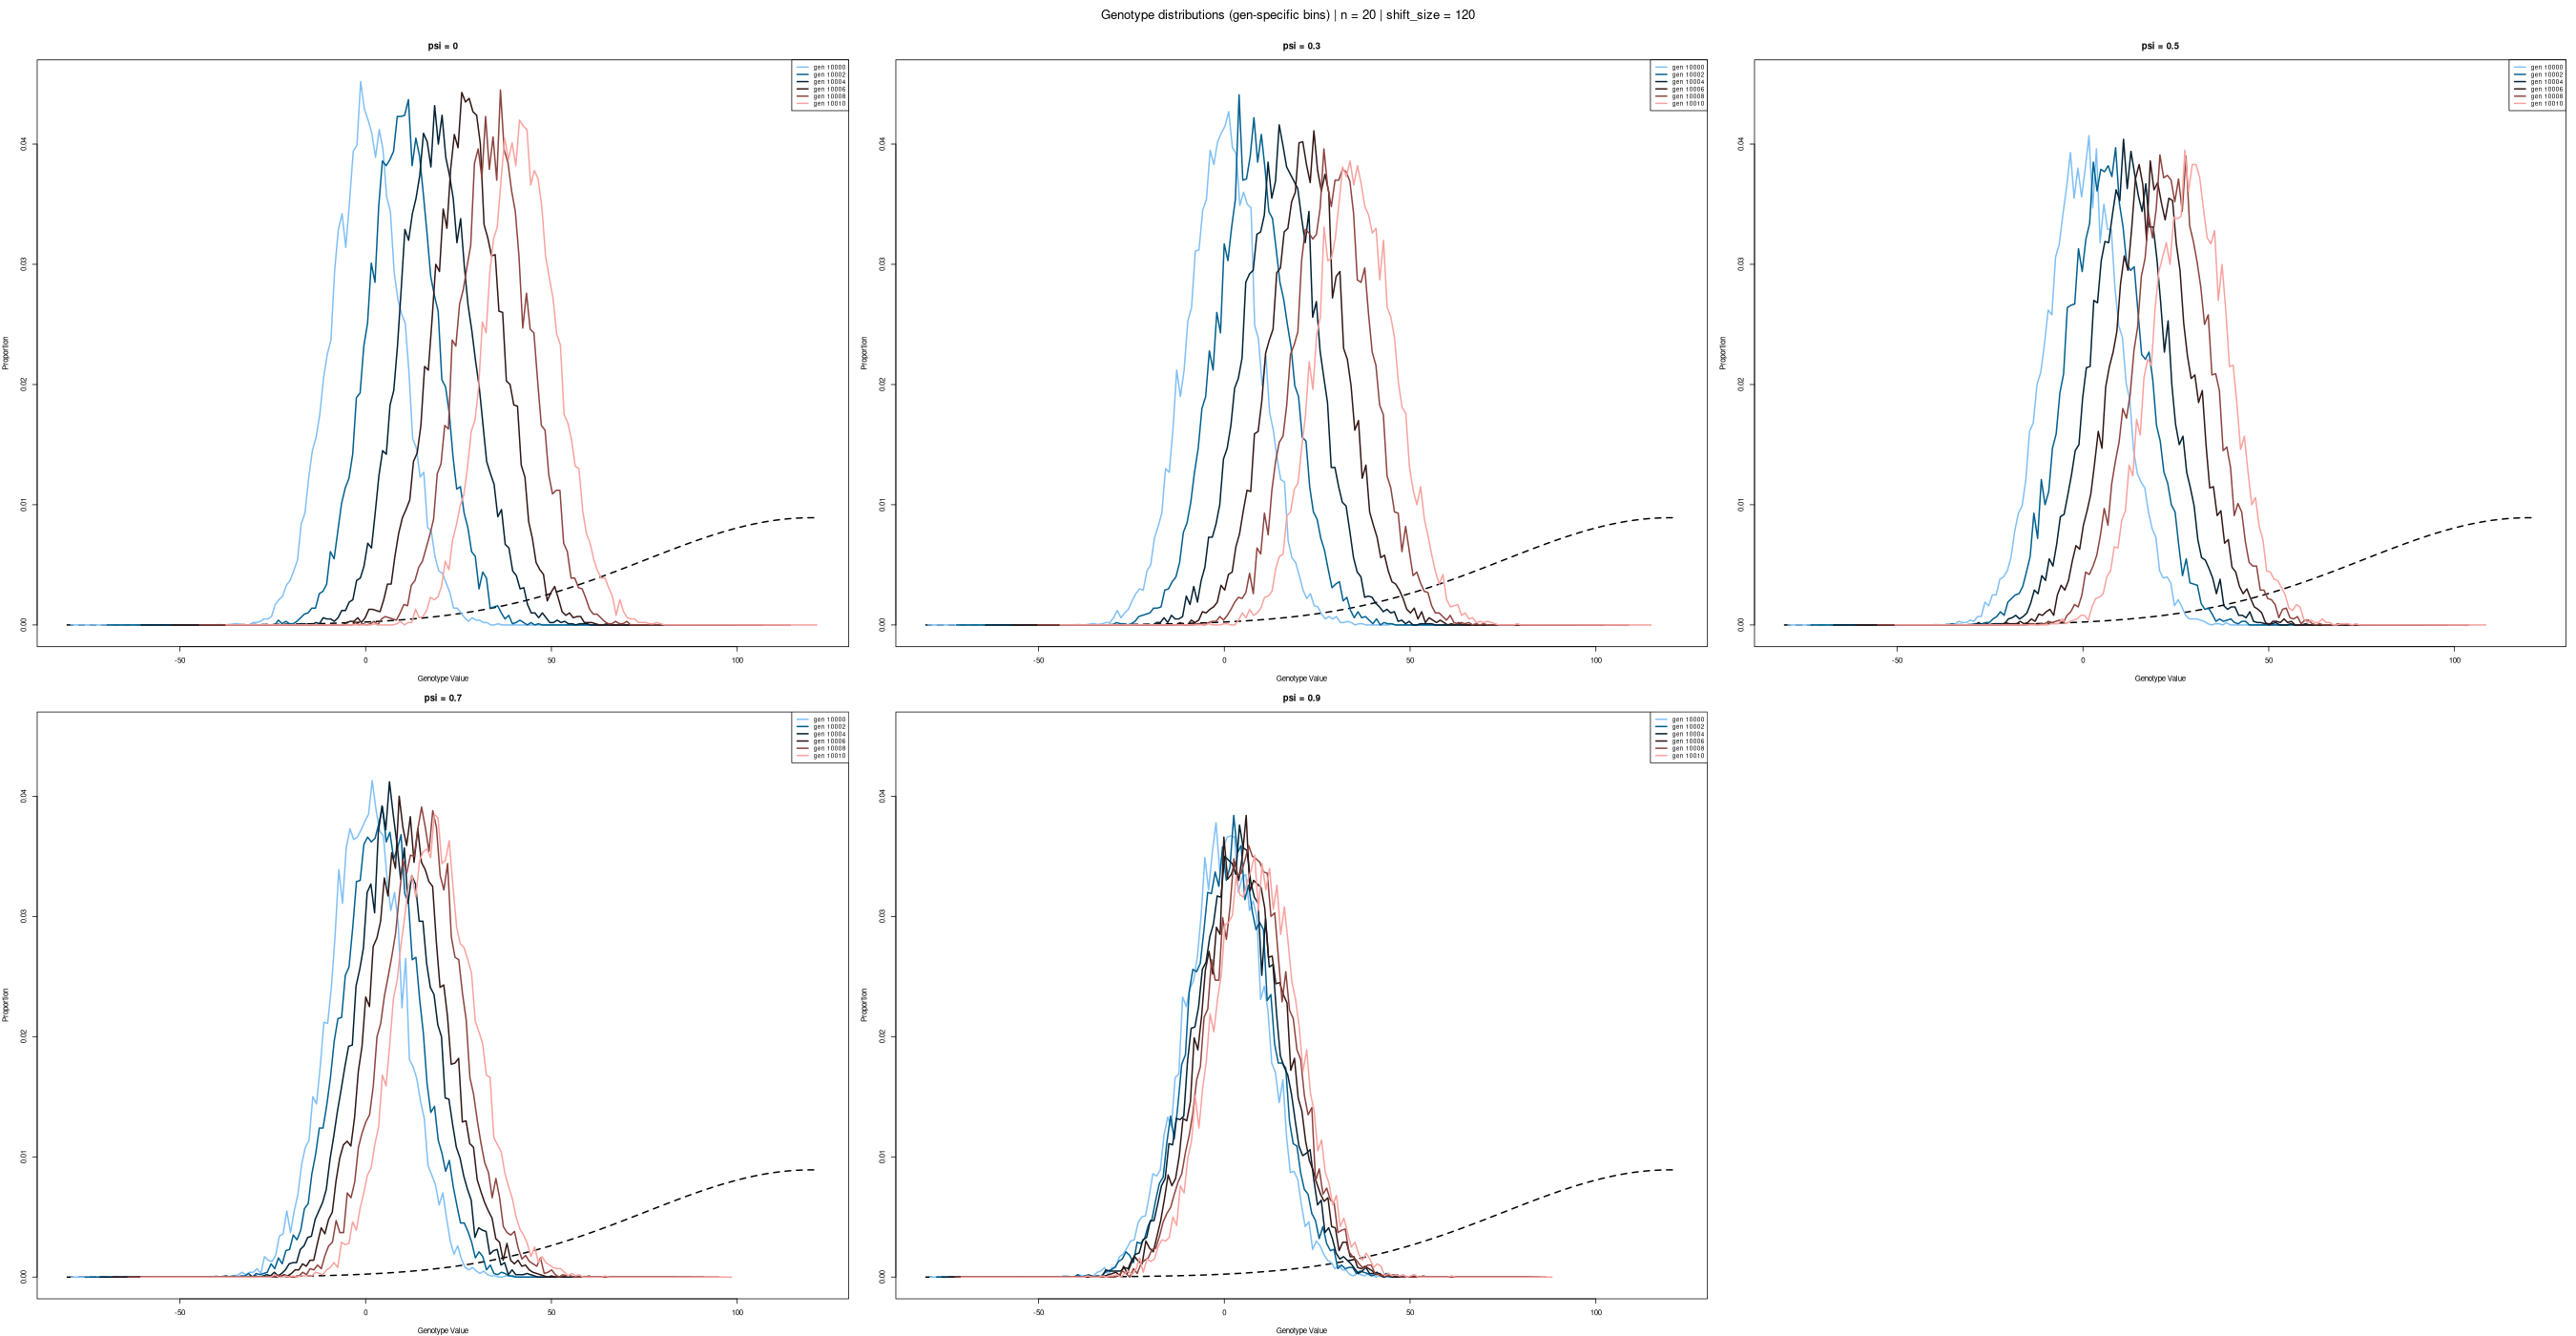 Genotype distributions (gen-specific bins) | n = 20 | shift_size = 120
psi = 0
gen 10000
gen 10002
gen 10004
gen 10006
gen 10008
gen 10010
Proportion
0.00
0.01
0.02
0.03
0.04
-50
0
50
100
Genotype Value
psi = 0.3
gen 10000
gen 10002
gen 10004
gen 10006
gen 10008
gen 10010
Proportion
0.00
0.01
0.02
0.03
0.04
-50
0
50
100
Genotype Value
psi = 0.5
gen 10000
gen 10002
gen 10004
gen 10006
gen 10008
gen 10010
Proportion
0.00
0.01
0.02
0.03
0.04
-50
0
50
100
Genotype Value
psi = 0.7
gen 10000
gen 10002
gen 10004
gen 10006
gen 10008
gen 10010
Proportion
0.00
0.01
0.02
0.03
0.04
-50
0
50
100
Genotype Value
psi = 0.9
gen 10000
gen 10002
gen 10004
gen 10006
gen 10008
gen 10010
Proportion
0.00
0.01
0.02
0.03
0.04
-50
0
50
100
Genotype Value